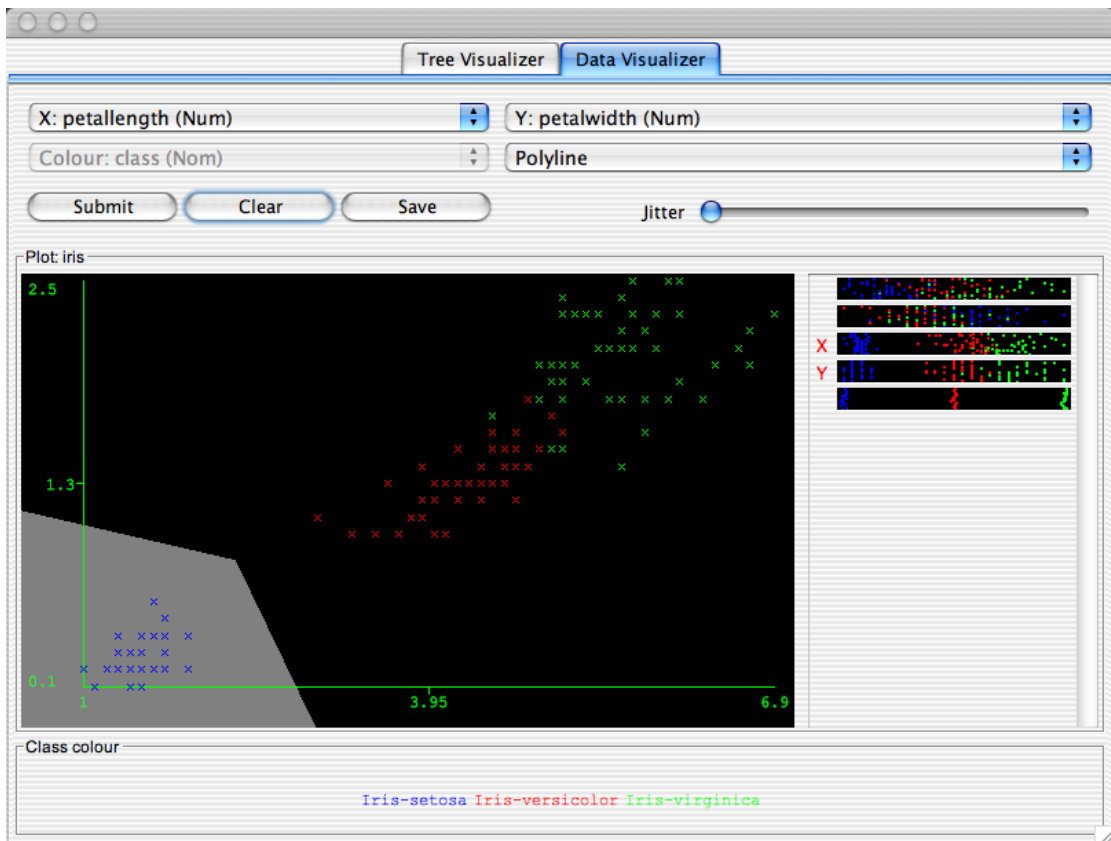 Tree Visualizer Data Visualizer
X: petallength (Num) Y: petalwidth (Num)
Colour: class (Nom) Polyline
Submit Clear Save Jitter
Plot: iris
2.5
1.3
0.1
1 3.95 6.9
X
Y
Class colour
Iris-setosa Iris-versicolor Iris-virginica